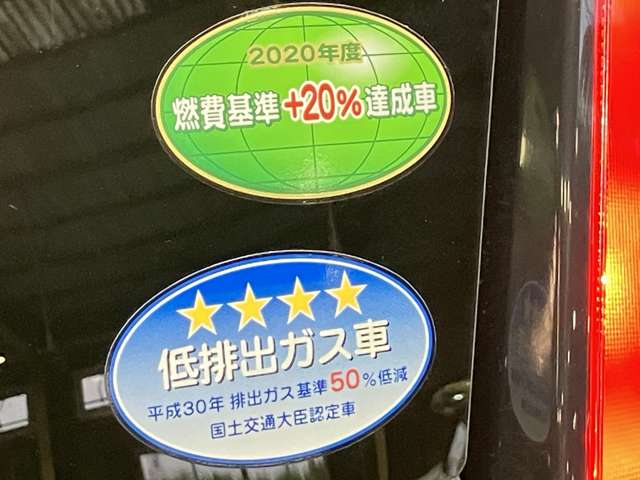 2020年度
燃費基準+20%達成車
低排出ガス車
平成30年 排出ガス基準50%低減
国土交通大臣認定車